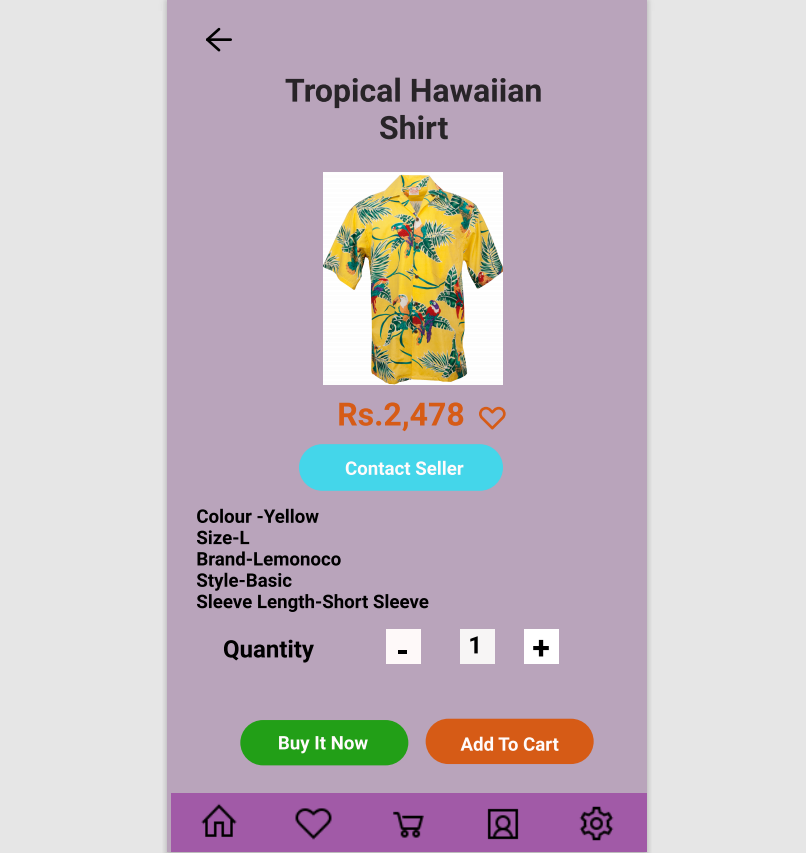 Tropical Hawaiian
Shirt
Rs.2,478
Contact Seller
Colour -Yellow
Size-L
Brand-Lemonoco
Style-Basic
Sleeve Length-Short Sleeve
Quantity - 1 +
Buy It Now Add To Cart